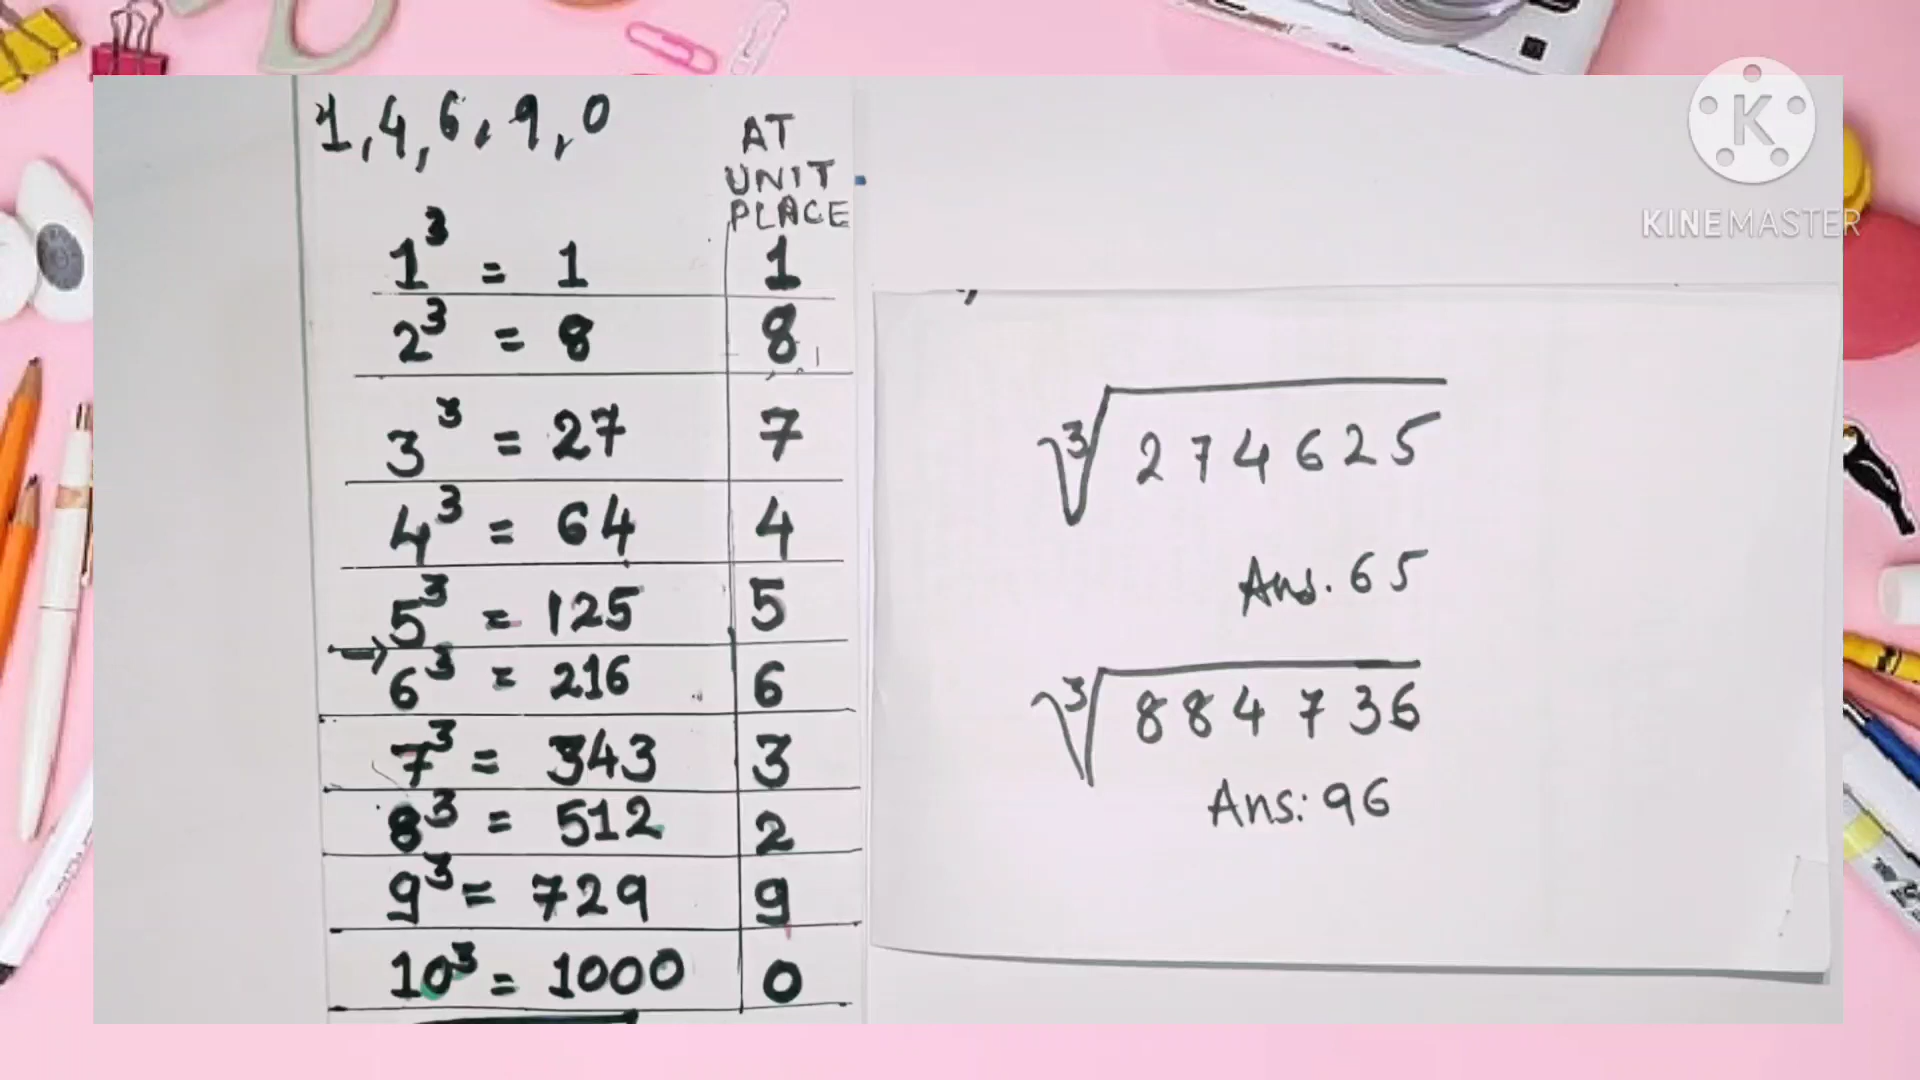 1, 4, 6, 9, 0
AT
UNIT
PLACE
1³ = 1 1
2³ = 8 8
3³ = 27 7
4³ = 64 4
5³ = 125 5
→ 6³ = 216 6
7³ = 343 3
8³ = 512 2
9³ = 729 9
10³ = 1000 0
∛274625
Ans. 65
∛884736
Ans: 96
K
KINEMASTER